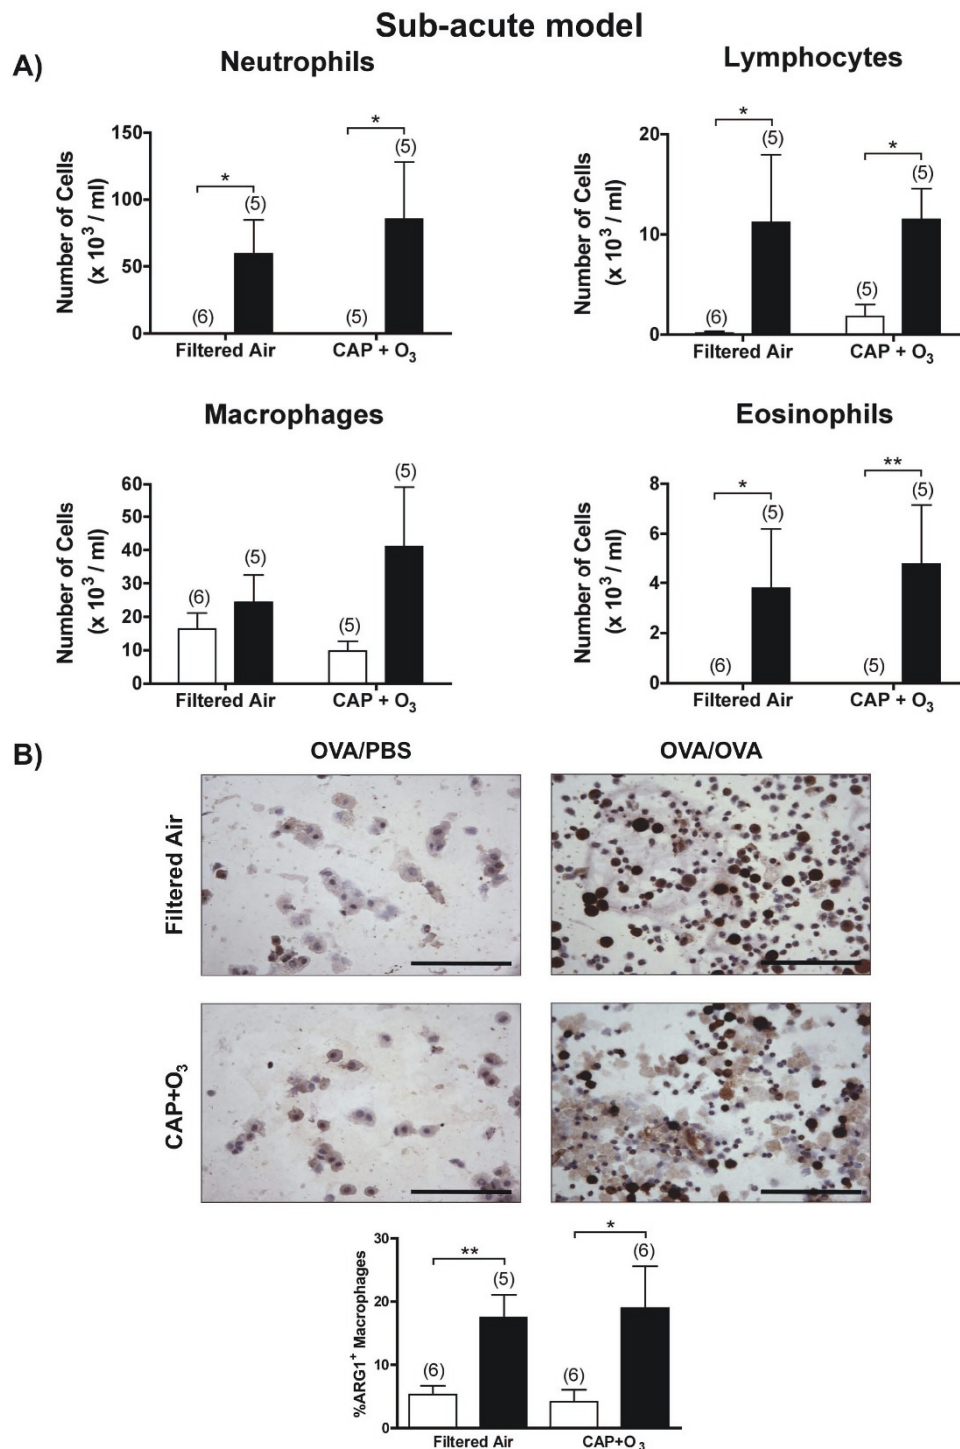 Sub-acute model
A)
Neutrophils
Number of Cells
(x 10³ / ml)
150
100
50
0
*
*
(6)
(5)
(5)
(5)
Filtered Air
CAP + O₃
Lymphocytes
Number of Cells
(x 10³ / ml)
20
10
0
*
*
(6)
(5)
(5)
(5)
Filtered Air
CAP + O₃
Macrophages
Number of Cells
(x 10³ / ml)
60
50
40
30
20
10
0
(6)
(5)
(5)
(5)
Filtered Air
CAP + O₃
Eosinophils
Number of Cells
(x 10³ / ml)
8
6
4
2
0
*
**
(6)
(5)
(5)
(5)
Filtered Air
CAP + O₃
B)
OVA/PBS
OVA/OVA
Filtered Air
CAP+O₃
%ARG1⁺ Macrophages
30
20
10
0
**
*
(6)
(5)
(6)
(6)
Filtered Air
CAP+O₃